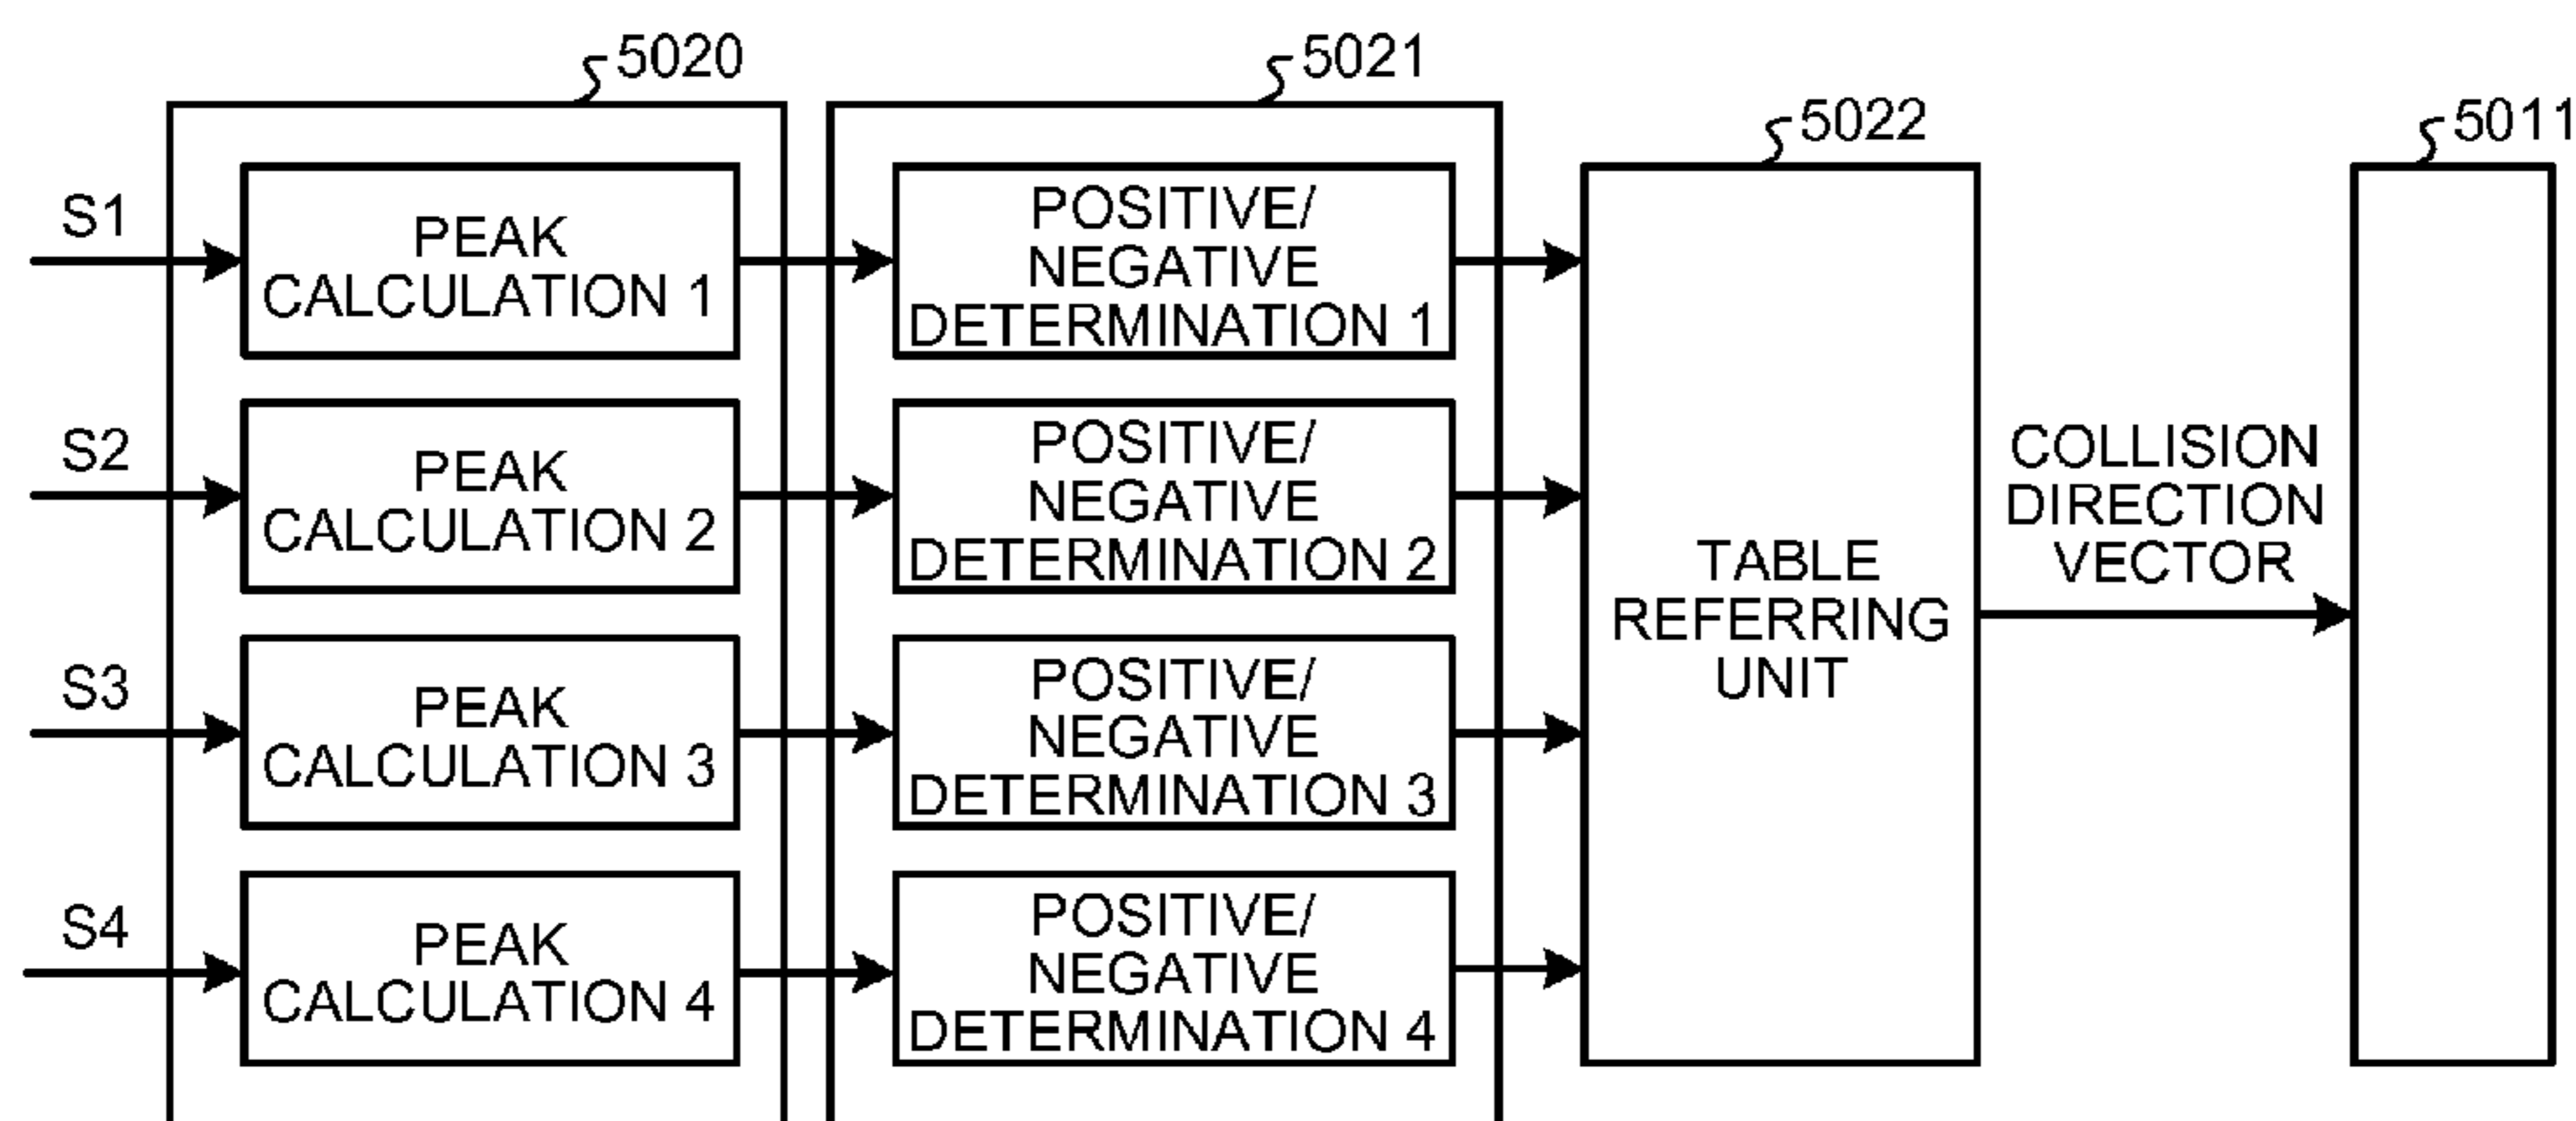 5020
5021
5022
5011
S1
PEAK
CALCULATION 1
POSITIVE/
NEGATIVE
DETERMINATION 1
S2
PEAK
CALCULATION 2
POSITIVE/
NEGATIVE
DETERMINATION 2
S3
PEAK
CALCULATION 3
POSITIVE/
NEGATIVE
DETERMINATION 3
S4
PEAK
CALCULATION 4
POSITIVE/
NEGATIVE
DETERMINATION 4
TABLE
REFERRING
UNIT
COLLISION
DIRECTION
VECTOR